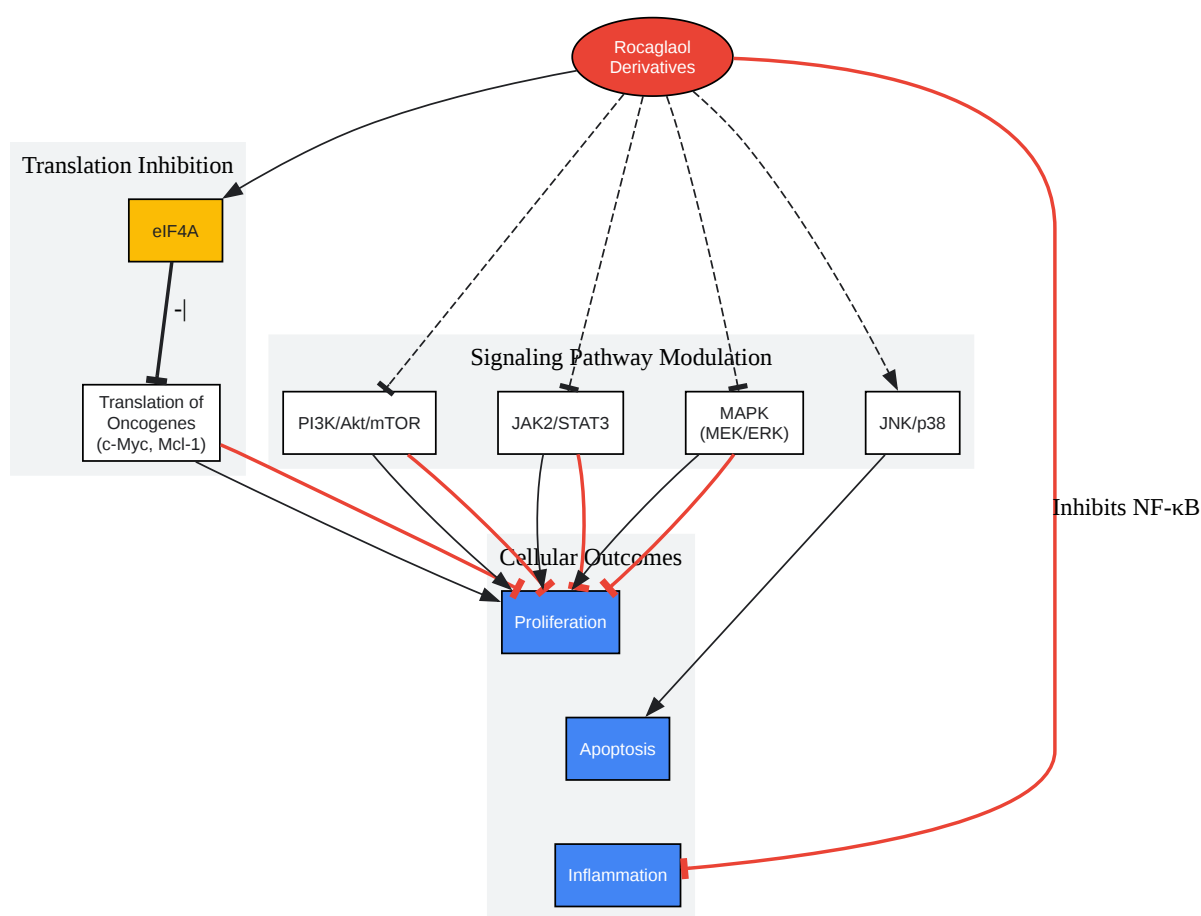 Rocaglaol
Derivatives
Translation Inhibition
eIF4A
-|
Translation of
Oncogenes
(c-Myc, Mcl-1)
Signaling Pathway Modulation
PI3K/Akt/mTOR
JAK2/STAT3
MAPK
(MEK/ERK)
JNK/p38
Inhibits NF-κB
Cellular Outcomes
Proliferation
Apoptosis
Inflammation